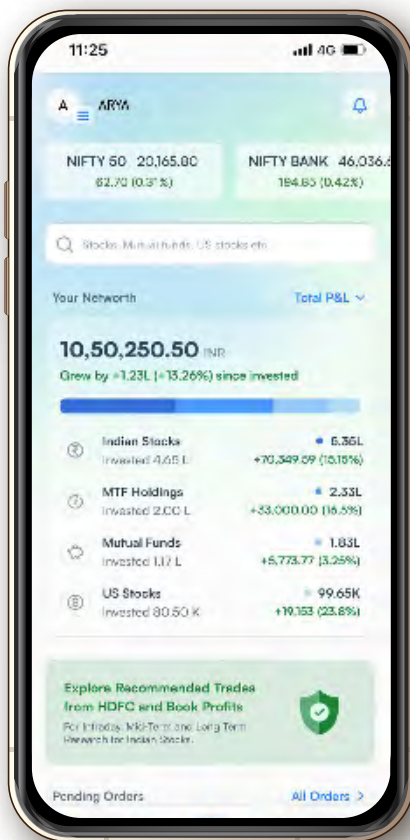 11:25
4G
A ARYA
NIFTY 50 20,165.80
62.70 (0.31%)
NIFTY BANK 46,036.6
194.85 (0.42%)
Stocks, Mutual funds, US stocks etc
Your Networth
Total P&L
10,50,250.50 INR
Grew by +1.23L (+13.26%) since invested
Indian Stocks
5.36L
Invested 4.65 L
+70,349.59 (15.15%)
MTF Holdings
2.33L
Invested 2.00 L
+33,000.00 (16.5%)
Mutual Funds
1.83L
Invested 1.17 L
+5,773.77 (3.25%)
US Stocks
99.65K
Invested 80.50 K
+19,153 (23.8%)
Explore Recommended Trades
from HDFC and Book Profits
For Intraday, Mid-Term and Long Term
Research for Indian Stocks.
Pending Orders
All Orders >